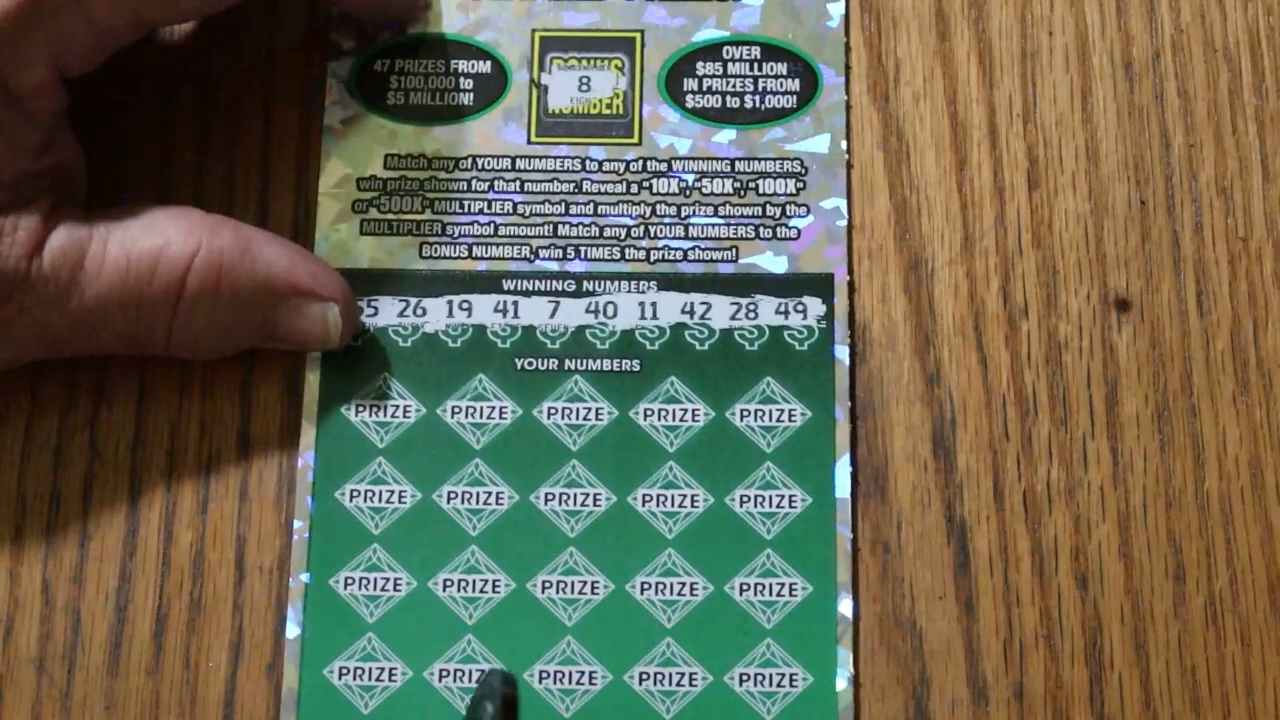 47 PRIZES FROM
$100,000 to
$5 MILLION!
BONUS
8
NUMBER
OVER
$85 MILLION
IN PRIZES FROM
$500 to $1,000!
Match any of YOUR NUMBERS to any of the WINNING NUMBERS,
win prize shown for that number. Reveal a "10X", "50X", "100X"
or "500X" MULTIPLIER symbol and multiply the prize shown by the
MULTIPLIER symbol amount! Match any of YOUR NUMBERS to the
BONUS NUMBER, win 5 TIMES the prize shown!
WINNING NUMBERS
26 19 41 7 40 11 42 28 49
SEVEN
YOUR NUMBERS
PRIZE PRIZE PRIZE PRIZE PRIZE
PRIZE PRIZE PRIZE PRIZE PRIZE
PRIZE PRIZE PRIZE PRIZE PRIZE
PRIZE PRIZE PRIZE PRIZE